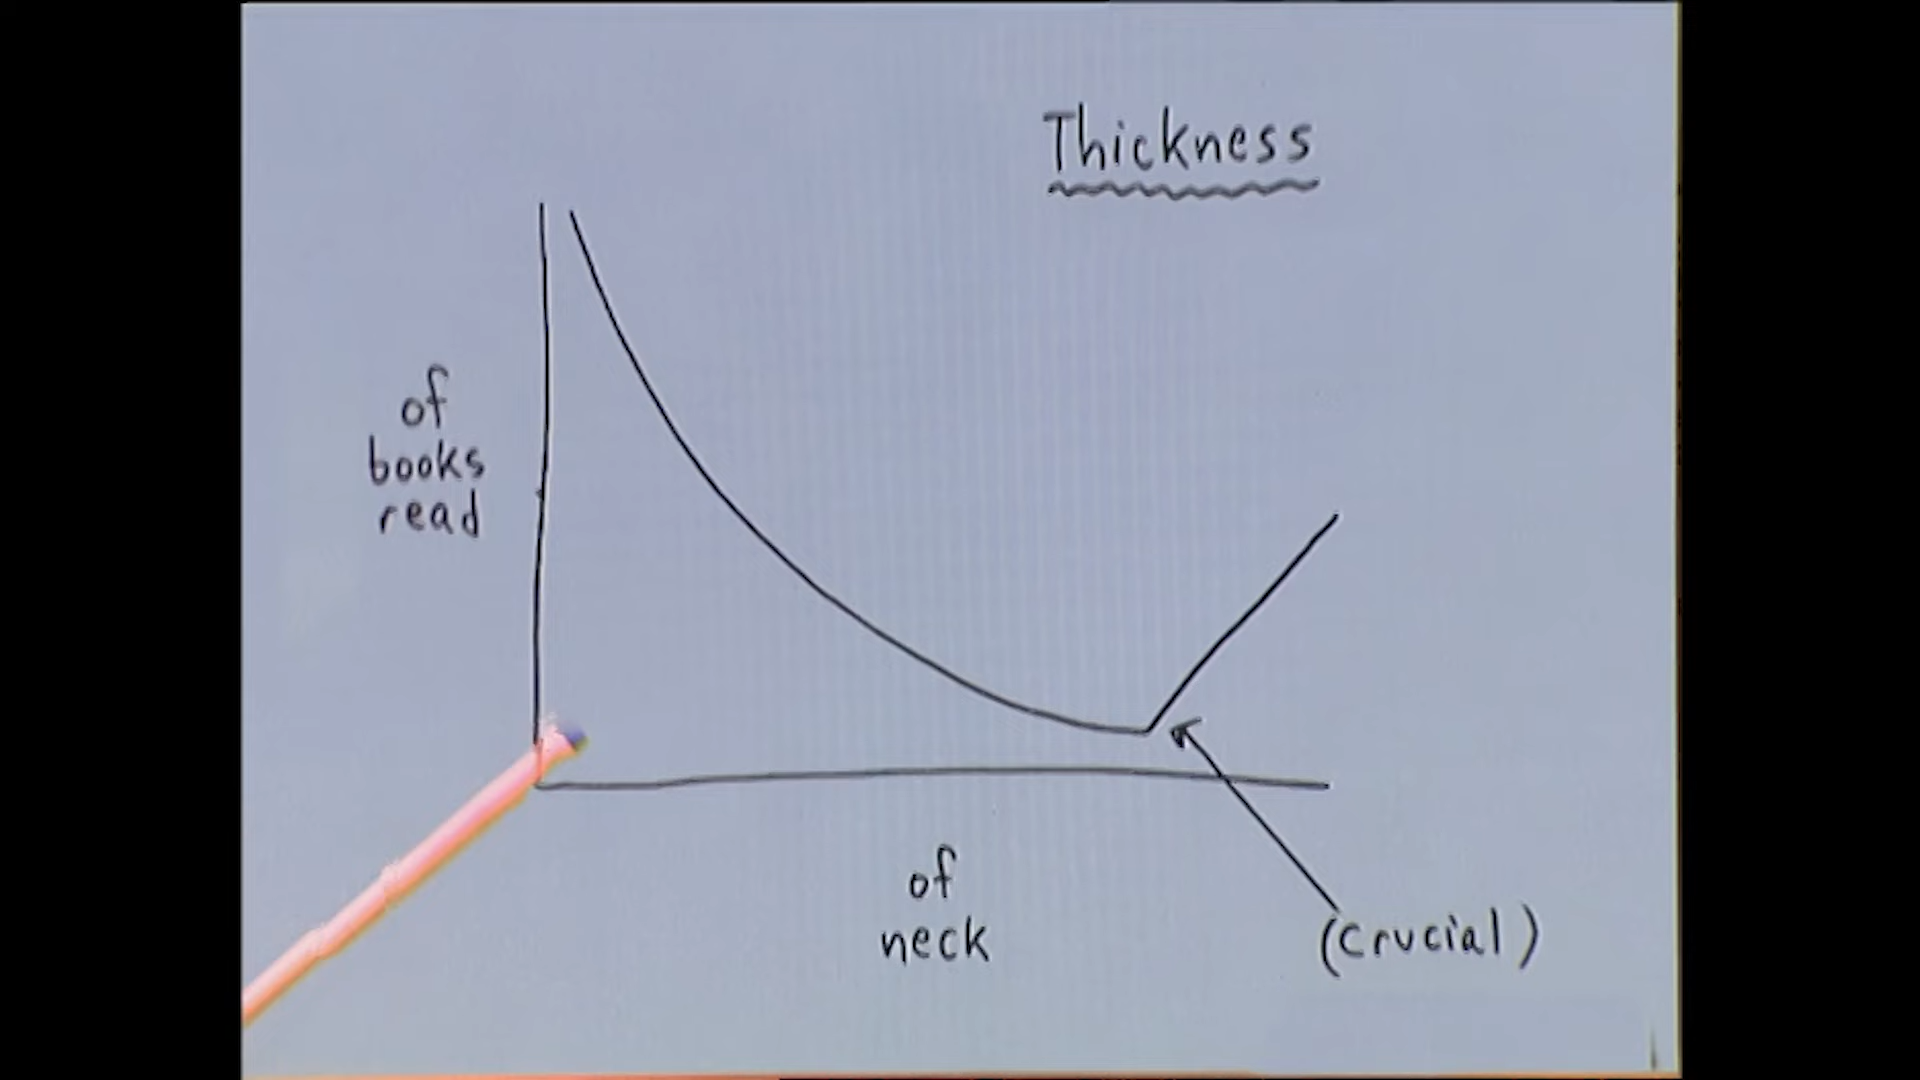 Thickness
of
books
read
of
neck
(crucial)